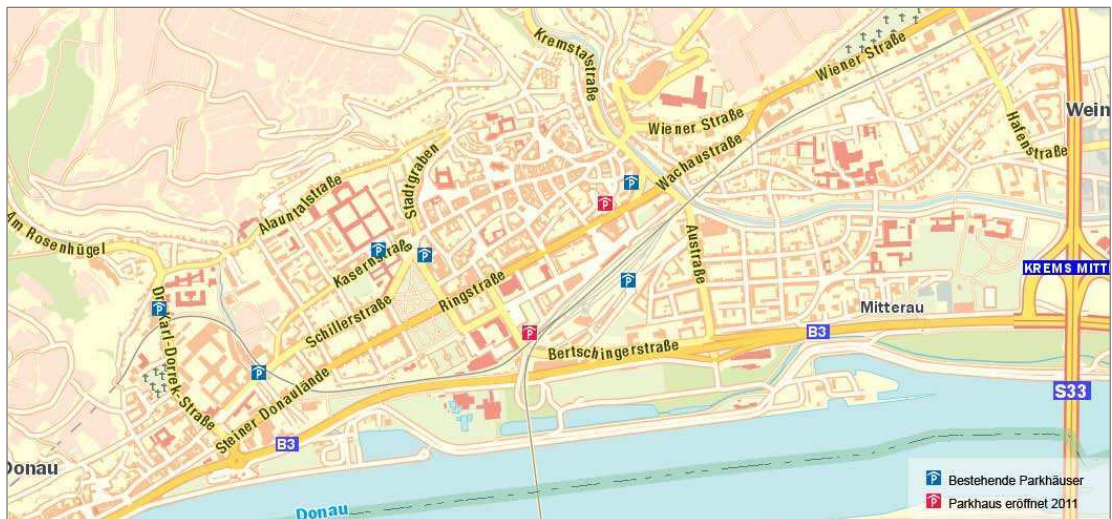 Kremstalstraße
Wiener Straße
Wiener Straße
Wein
Hafenstraße
Wachaustraße
Stadtgraben
Alauntalstraße
Am Rosenhügel
Kasernstraße
Austraße
KREMS MITT
Dr.-Karl-Dorrek-Straße
Schillerstraße
Ringstraße
Mitterau
B3
Bertschingerstraße
Steiner Donaulände
S33
B3
Donau
Donau
P Bestehende Parkhäuser
P Parkhaus eröffnet 2011